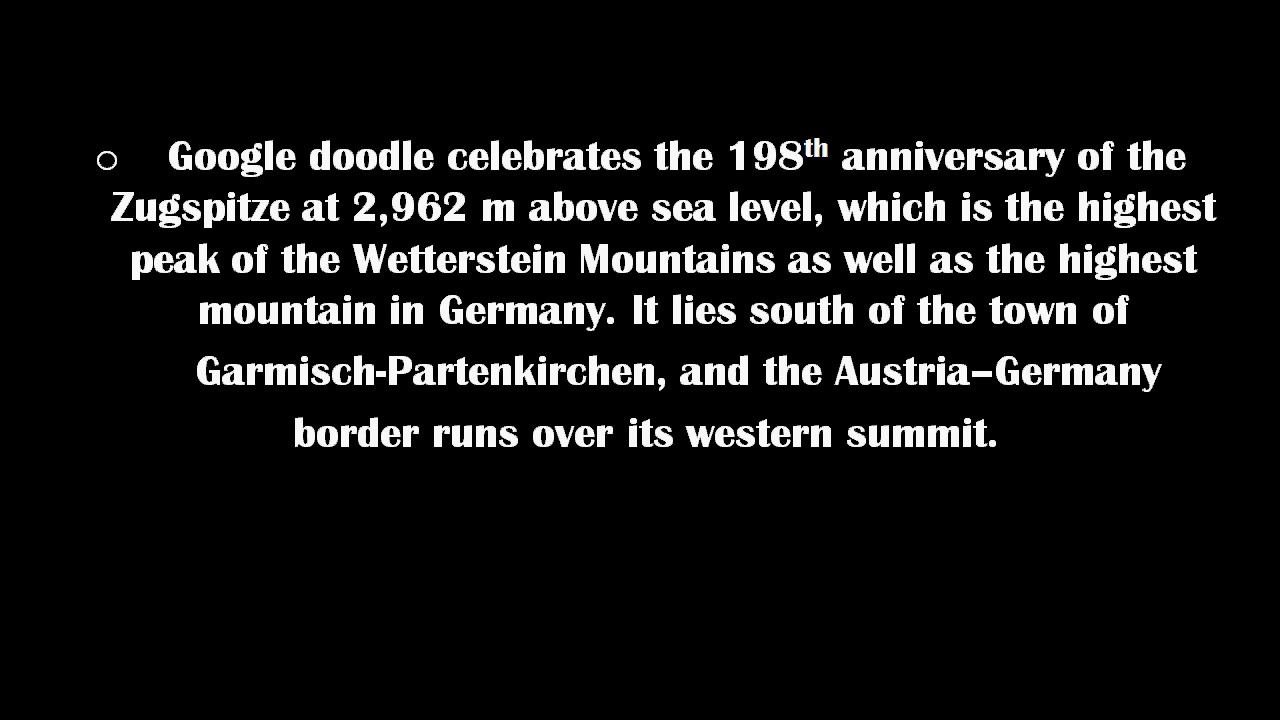 ○ Google doodle celebrates the 198th anniversary of the
Zugspitze at 2,962 m above sea level, which is the highest
peak of the Wetterstein Mountains as well as the highest
mountain in Germany. It lies south of the town of
Garmisch-Partenkirchen, and the Austria–Germany
border runs over its western summit.